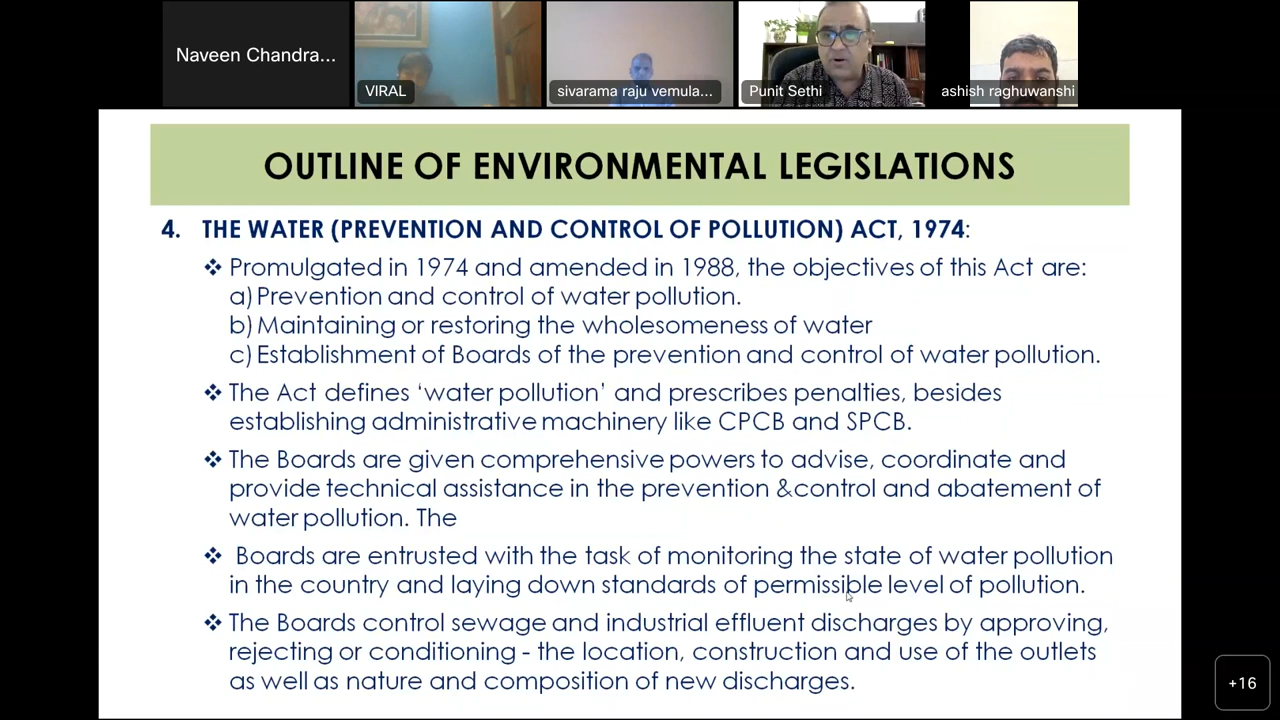 Naveen Chandra...
VIRAL
sivarama raju vemula...
Punit Sethi
ashish raghuwanshi
OUTLINE OF ENVIRONMENTAL LEGISLATIONS
4. THE WATER (PREVENTION AND CONTROL OF POLLUTION) ACT, 1974:
❖ Promulgated in 1974 and amended in 1988, the objectives of this Act are:
a) Prevention and control of water pollution.
b) Maintaining or restoring the wholesomeness of water
c) Establishment of Boards of the prevention and control of water pollution.
❖ The Act defines ‘water pollution’ and prescribes penalties, besides
establishing administrative machinery like CPCB and SPCB.
❖ The Boards are given comprehensive powers to advise, coordinate and
provide technical assistance in the prevention &control and abatement of
water pollution. The
❖ Boards are entrusted with the task of monitoring the state of water pollution
in the country and laying down standards of permissible level of pollution.
❖ The Boards control sewage and industrial effluent discharges by approving,
rejecting or conditioning - the location, construction and use of the outlets
as well as nature and composition of new discharges.
+16